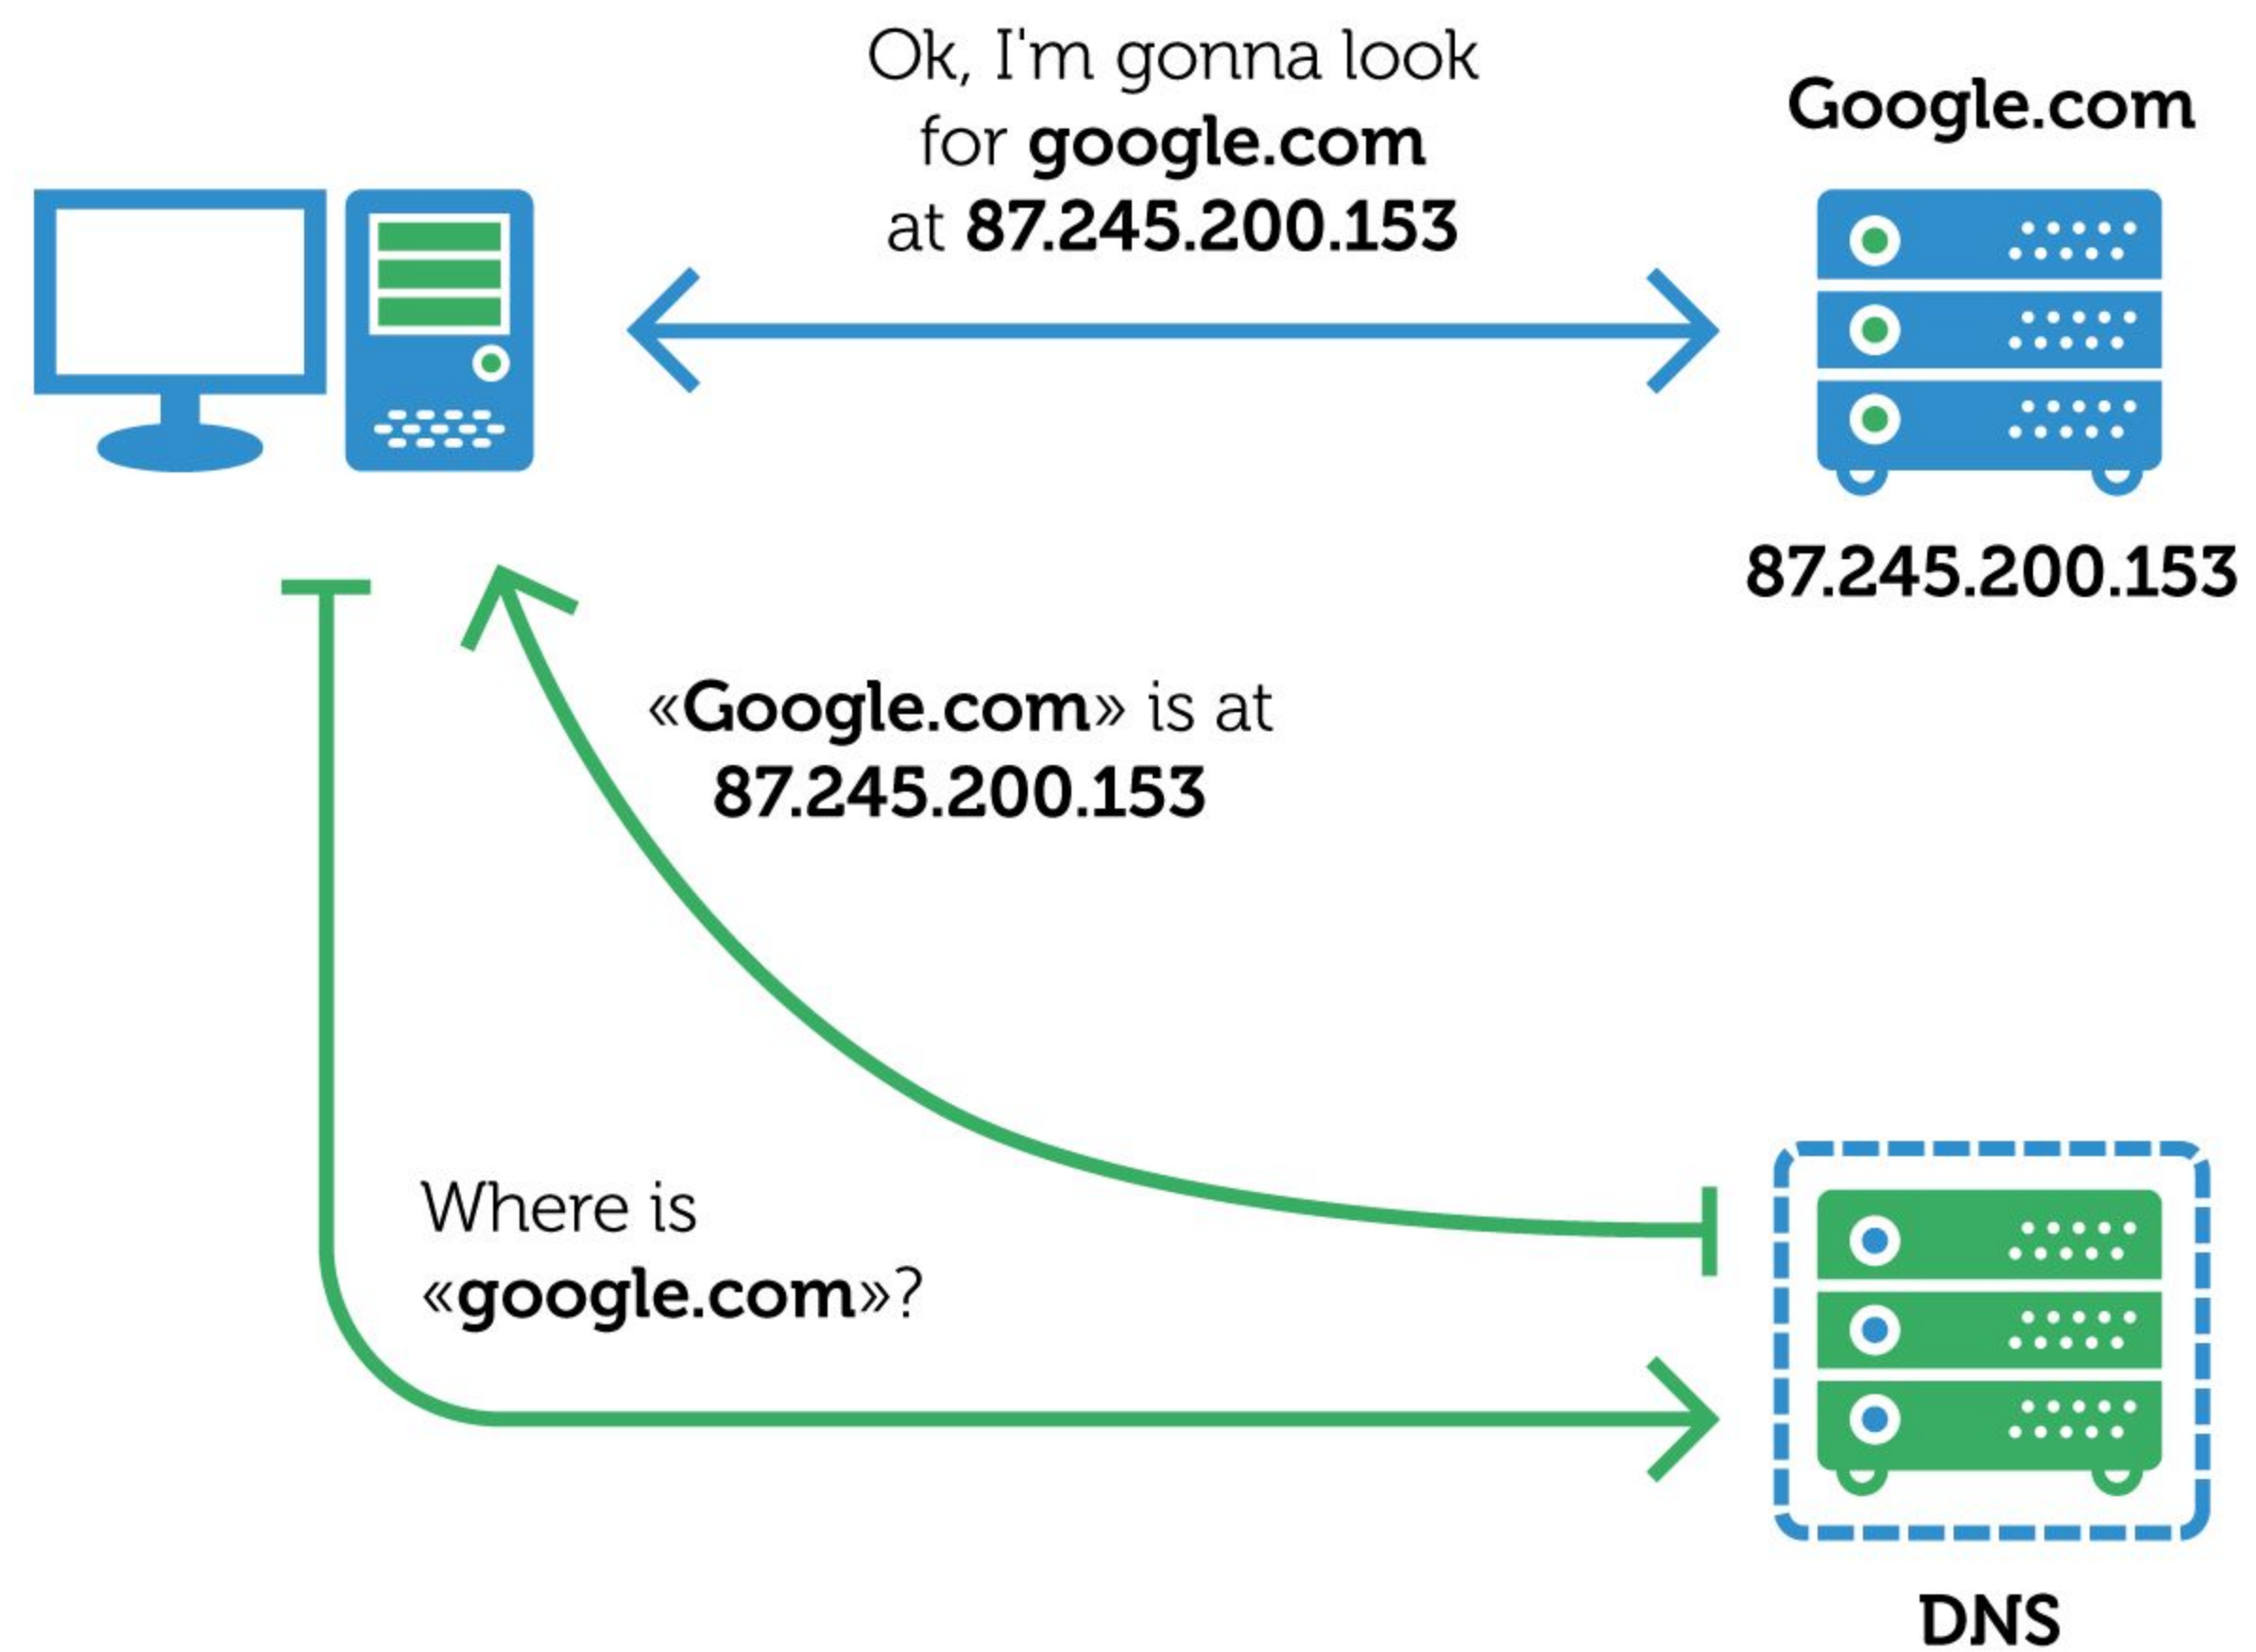 Ok, I'm gonna look
for google.com
at 87.245.200.153
Google.com
87.245.200.153
«Google.com» is at
87.245.200.153
Where is
«google.com»?
DNS